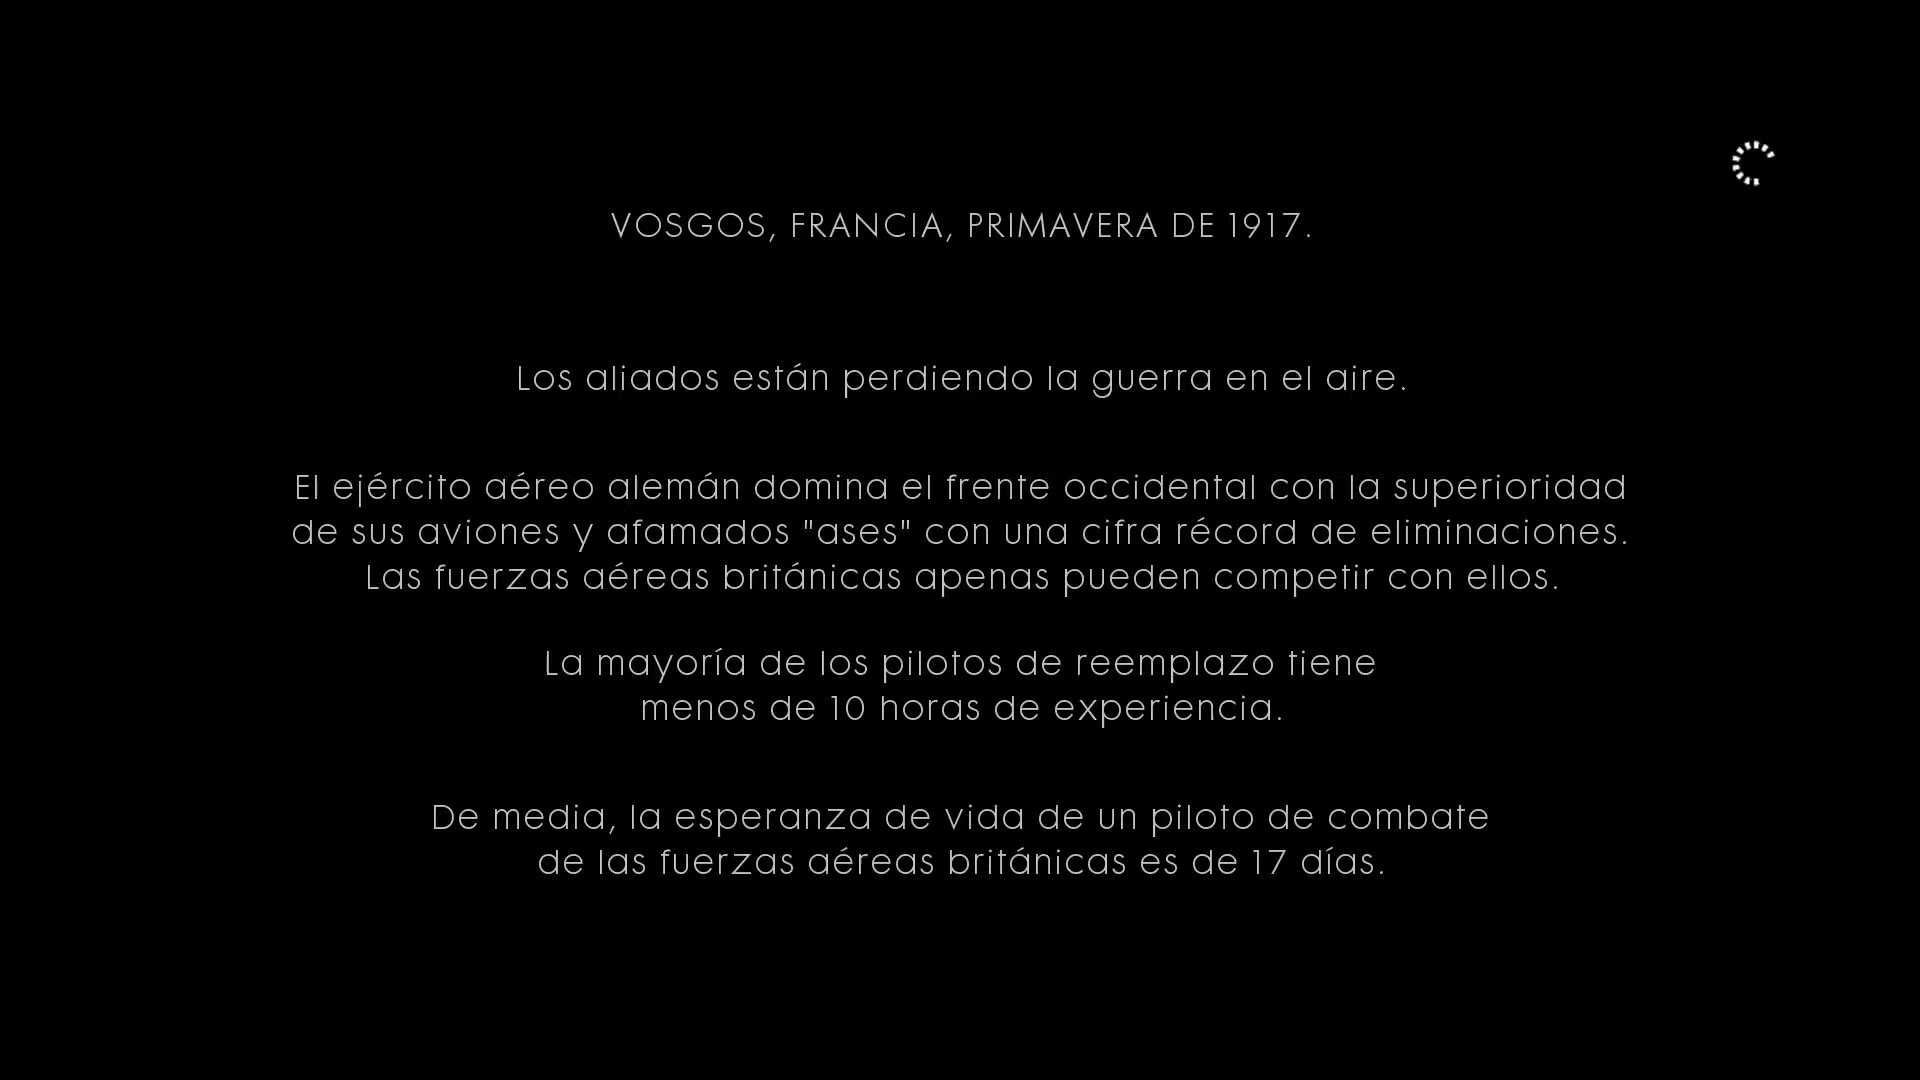 VOSGOS, FRANCIA, PRIMAVERA DE 1917.
Los aliados están perdiendo la guerra en el aire.
El ejército aéreo alemán domina el frente occidental con la superioridad
de sus aviones y afamados "ases" con una cifra récord de eliminaciones.
Las fuerzas aéreas británicas apenas pueden competir con ellos.
La mayoría de los pilotos de reemplazo tiene
menos de 10 horas de experiencia.
De media, la esperanza de vida de un piloto de combate
de las fuerzas aéreas británicas es de 17 días.